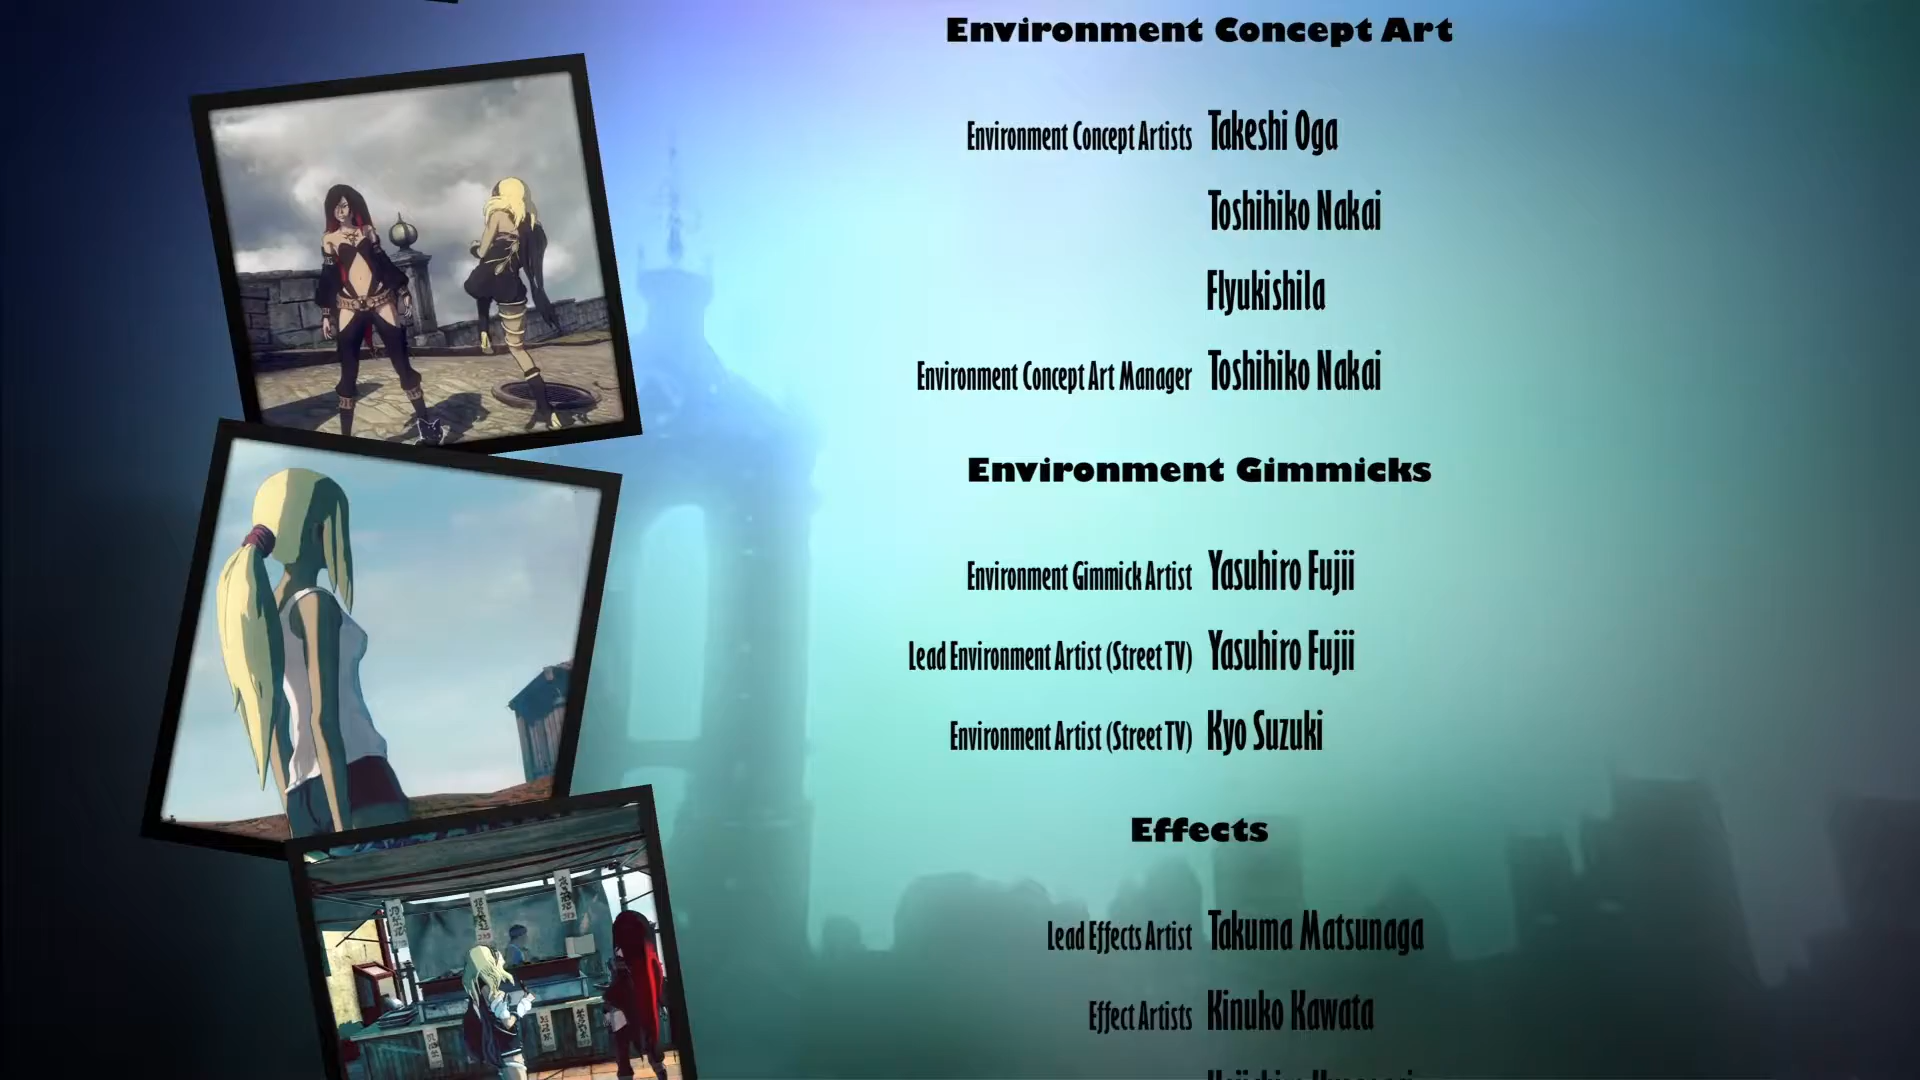 Environment Concept Art
Environment Concept Artists Takeshi Oga
Toshihiko Nakai
Flyukishila
Environment Concept Art Manager Toshihiko Nakai
Environment Gimmicks
Environment Gimmick Artist Yasuhiro Fujii
Lead Environment Artist (Street TV) Yasuhiro Fujii
Environment Artist (Street TV) Kyo Suzuki
Effects
Lead Effects Artist Takuma Matsunaga
Effect Artists Kinuko Kawata